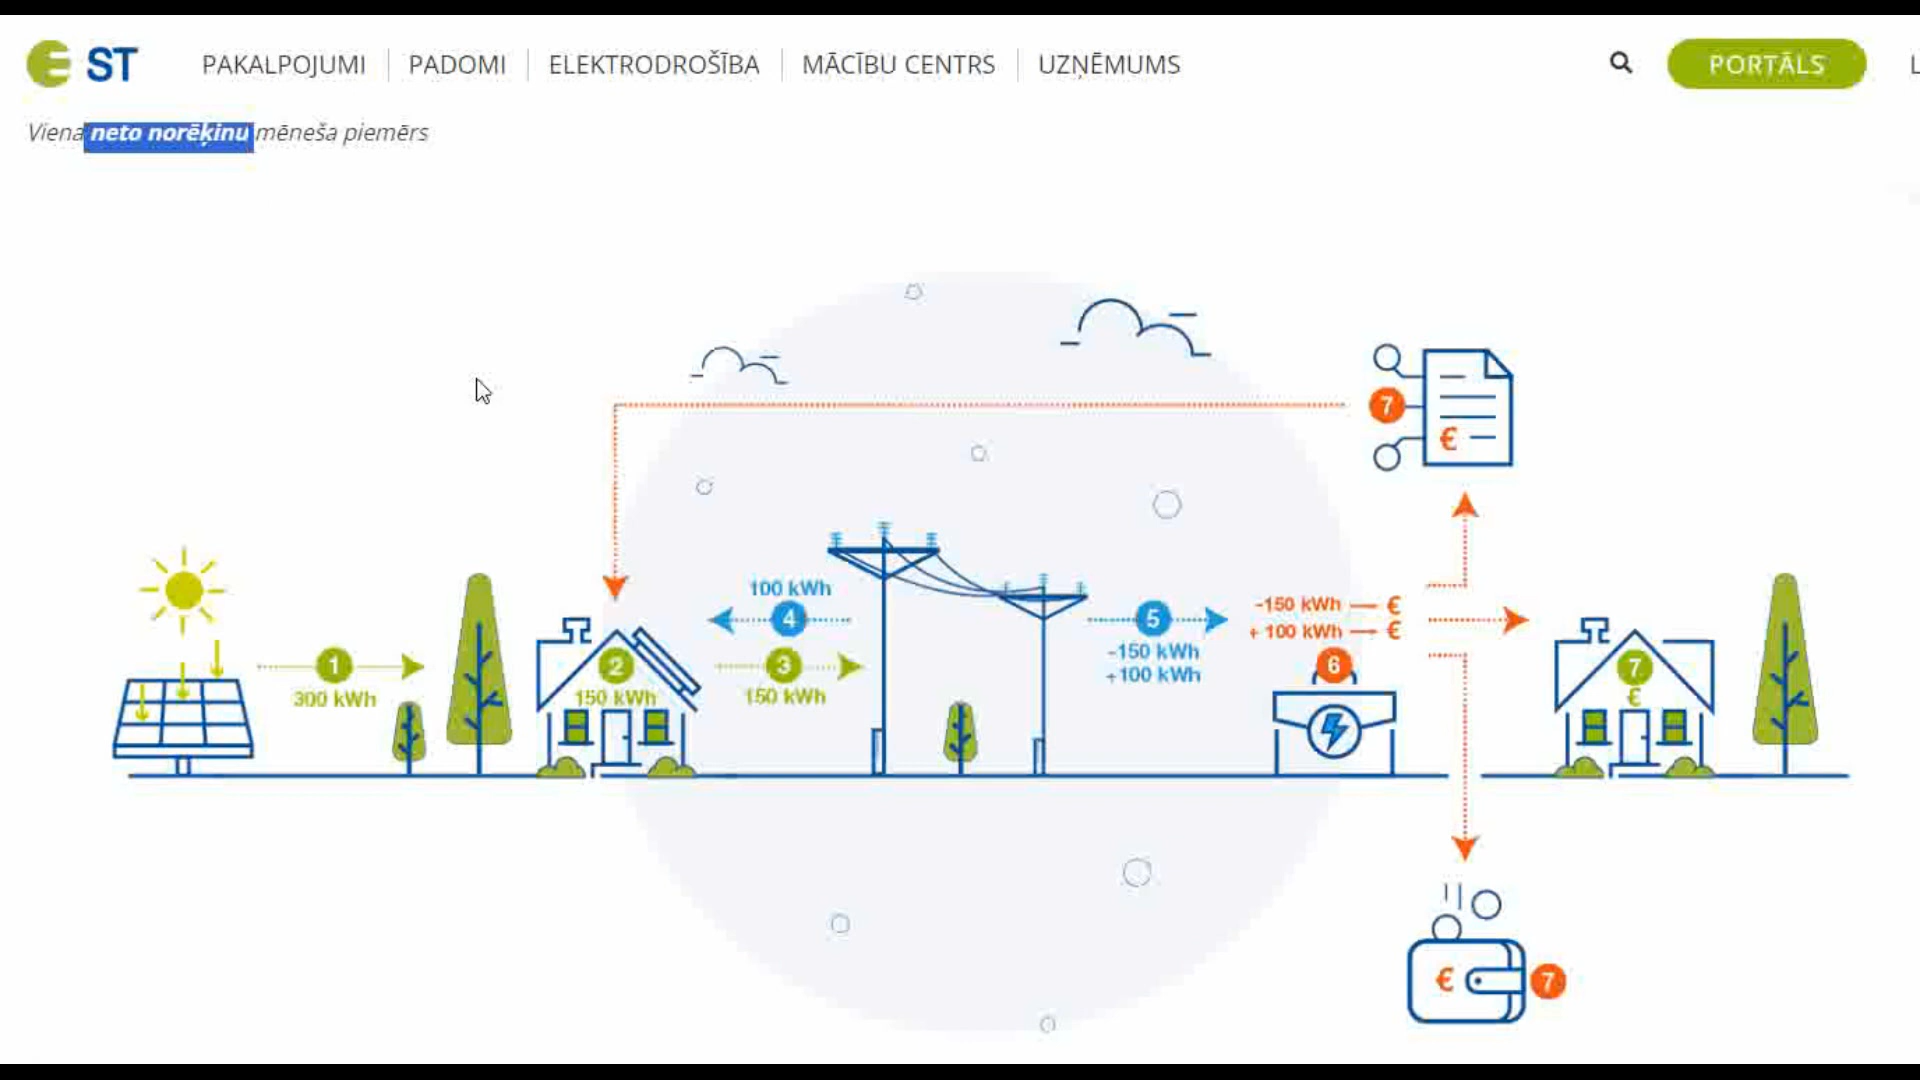 ST PAKALPOJUMI PADOMI ELEKTRODROŠĪBA MĀCĪBU CENTRS UZŅĒMUMS PORTĀLS L
Viena neto norēķinu mēneša piemērs
7
€
100 kWh
4
1
300 kWh
2
150 kWh
3
150 kWh
5
-150 kWh
+100 kWh
-150 kWh — €
+ 100 kWh — €
6
7
€
€
7